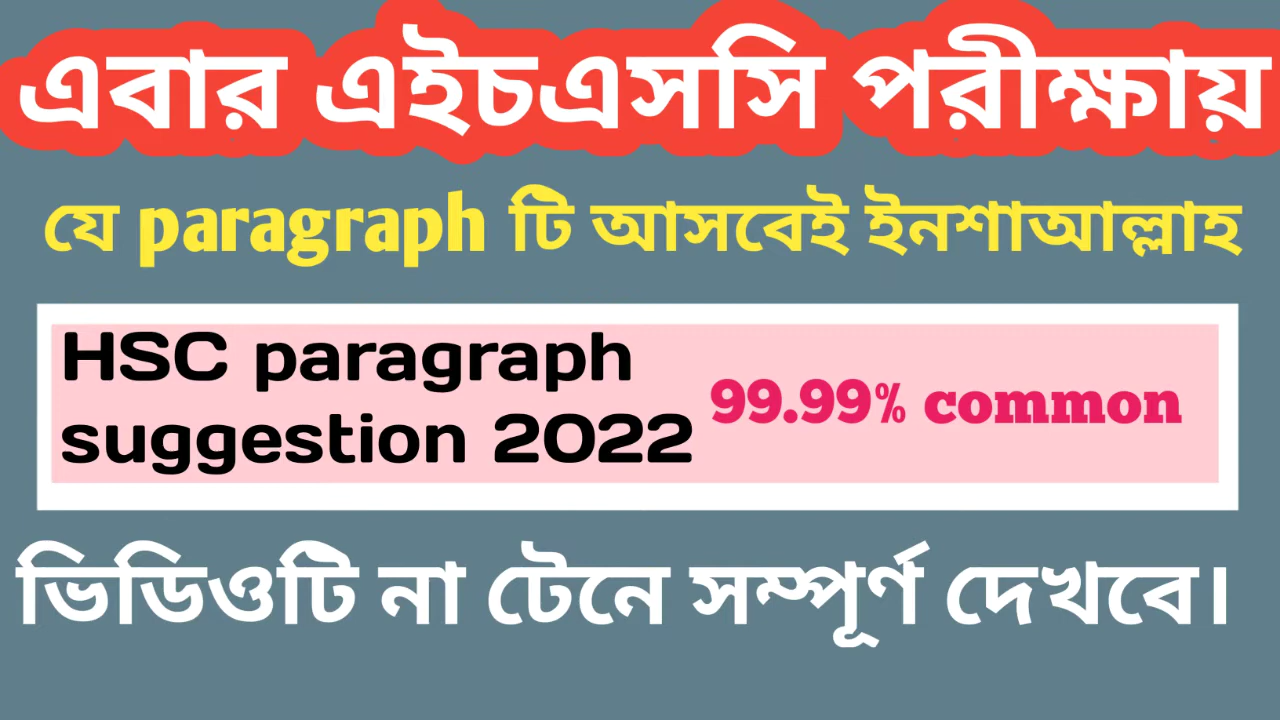 এবার এইচএসসি পরীক্ষায়
যে paragraph টি আসবেই ইনশাআল্লাহ
HSC paragraph
suggestion 2022
99.99% common
ভিডিওটি না টেনে সম্পূর্ণ দেখবে।